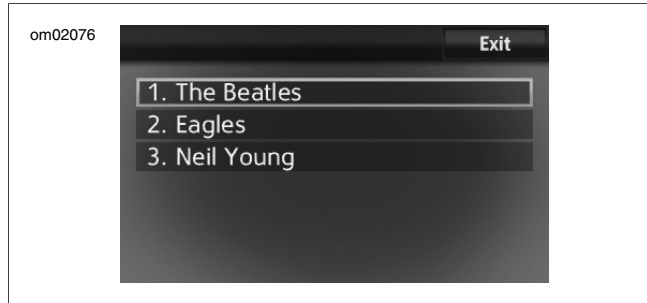 om02076
Exit
1. The Beatles
2. Eagles
3. Neil Young